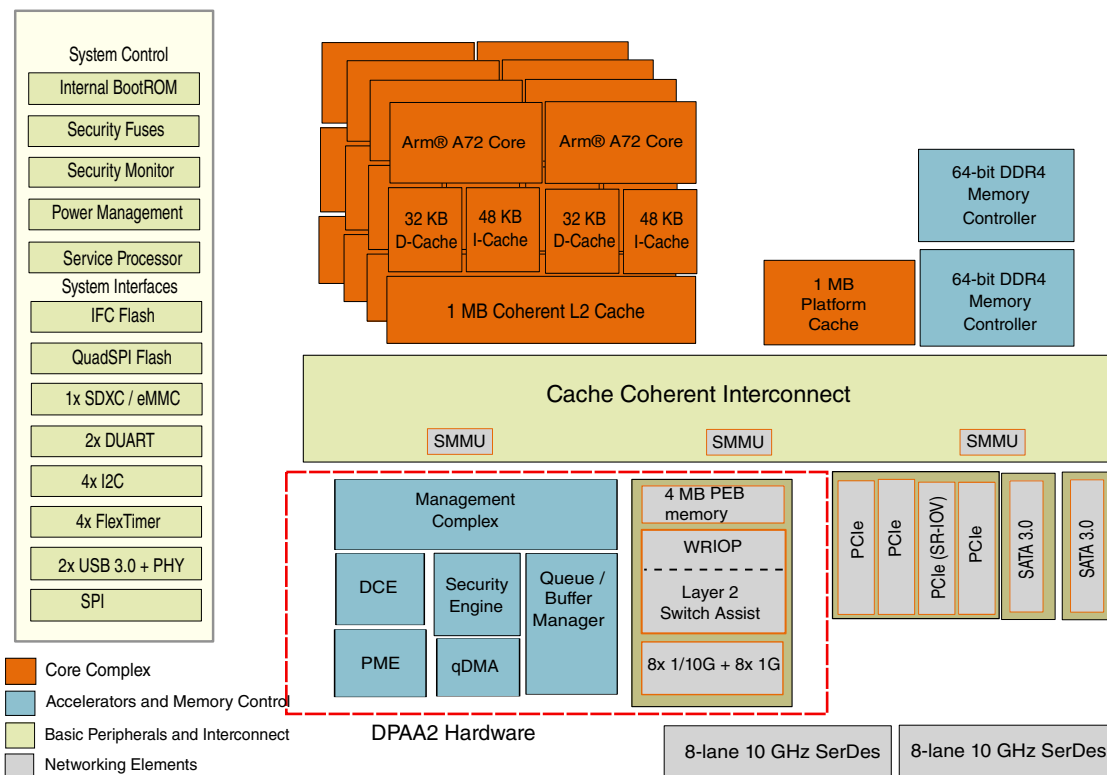 System Control
Internal BootROM
Security Fuses
Security Monitor
Power Management
Service Processor
System Interfaces
IFC Flash
QuadSPI Flash
1x SDXC / eMMC
2x DUART
4x I2C
4x FlexTimer
2x USB 3.0 + PHY
SPI
Core Complex
Accelerators and Memory Control
Basic Peripherals and Interconnect
Networking Elements
Arm® A72 Core
Arm® A72 Core
32 KB
D-Cache
48 KB
I-Cache
32 KB
D-Cache
48 KB
I-Cache
1 MB Coherent L2 Cache
64-bit DDR4
Memory
Controller
1 MB
Platform
Cache
64-bit DDR4
Memory
Controller
Cache Coherent Interconnect
SMMU
SMMU
SMMU
Management
Complex
DCE
Security
Engine
Queue /
Buffer
Manager
PME
qDMA
4 MB PEB
memory
WRIOP
Layer 2
Switch Assist
8x 1/10G + 8x 1G
PCIe
PCIe
PCIe (SR-IOV)
PCIe
SATA 3.0
SATA 3.0
DPAA2 Hardware
8-lane 10 GHz SerDes
8-lane 10 GHz SerDes